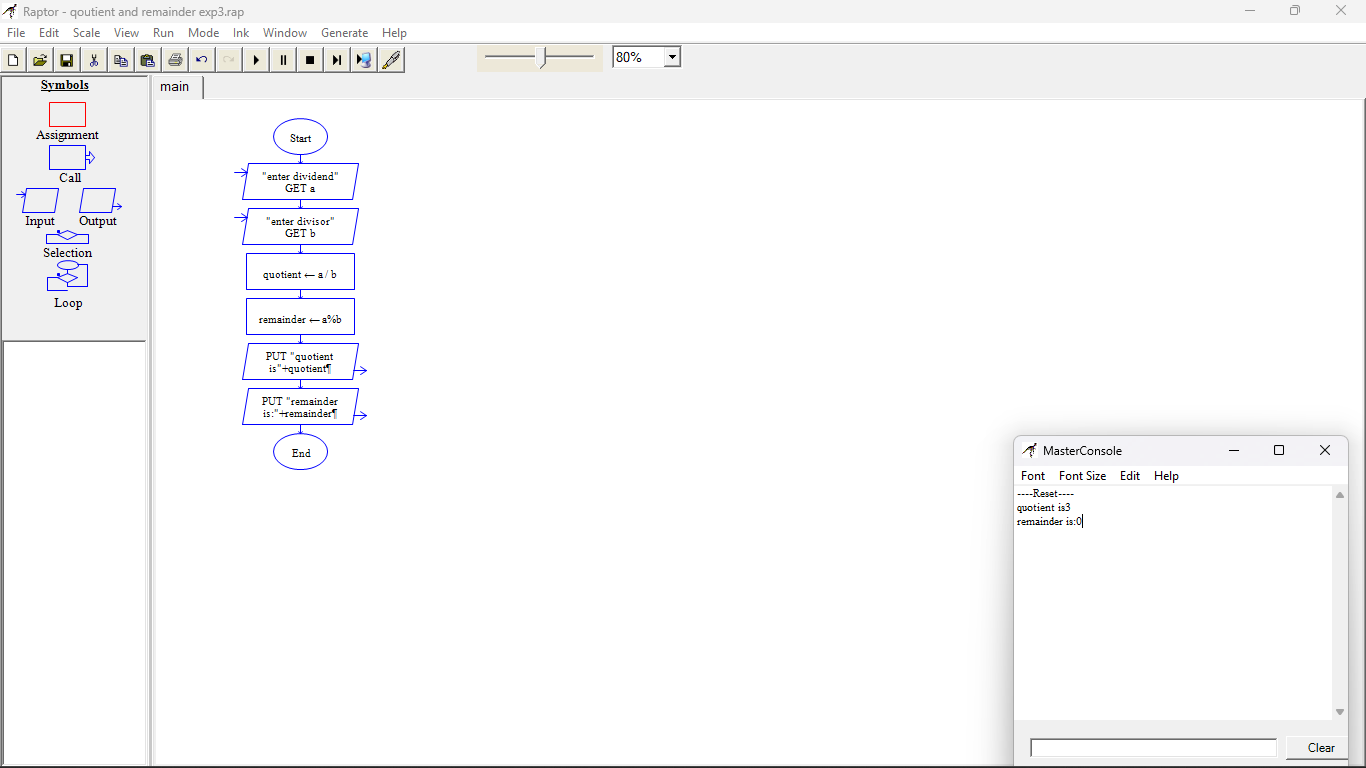 Raptor - qoutient and remainder exp3.rap
File Edit Scale View Run Mode Ink Window Generate Help
80%
Symbols
Assignment
Call
Input Output
Selection
Loop
main
Start
"enter dividend"
GET a
"enter divisor"
GET b
quotient ← a / b
remainder ← a%b
PUT "quotient
is"+quotient¶
PUT "remainder
is:"+remainder¶
End
MasterConsole
Font Font Size Edit Help
----Reset----
quotient is3
remainder is:0
Clear